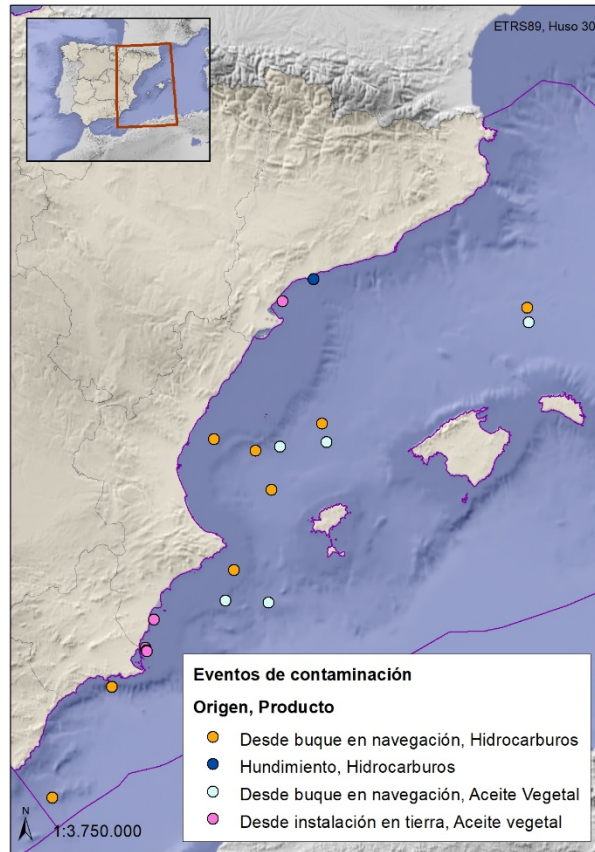 ETRS89, Huso 30
Eventos de contaminación
Origen, Producto
Desde buque en navegación, Hidrocarburos
Hundimiento, Hidrocarburos
Desde buque en navegación, Aceite Vegetal
Desde instalación en tierra, Aceite vegetal
N
1:3.750.000